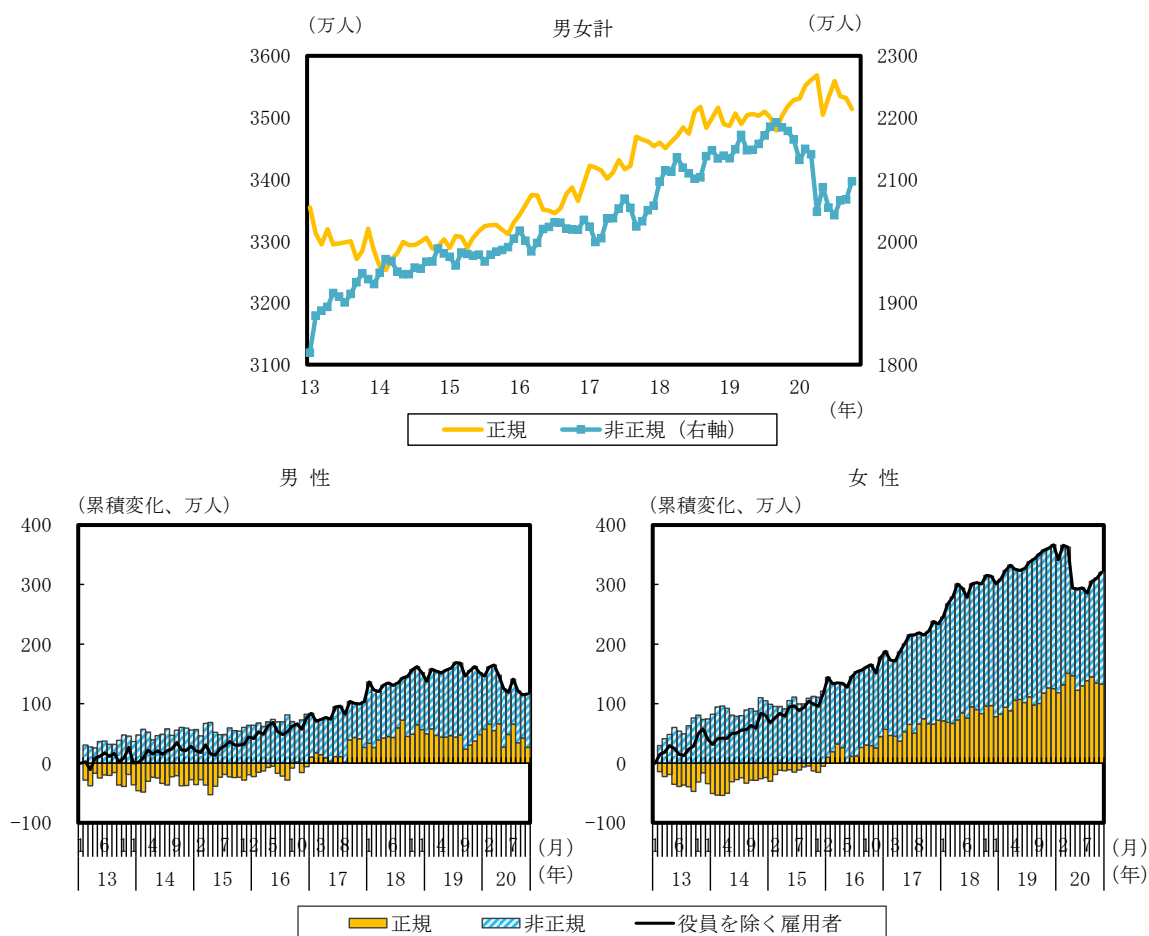 (万人) 男女計 (万人)
3600 2300
3500 2200
3400 2100
3300 2000
3200 1900
3100 1800
13 14 15 16 17 18 19 20
(年)
正規 非正規（右軸）
男 性
(累積変化、万人)
400
300
200
100
0
-100
1 6 11 4 9 2 7 12 5 10 3 8 1 6 11 4 9 2 7 (月)
13 14 15 16 17 18 19 20 (年)
女 性
(累積変化、万人)
400
300
200
100
0
-100
1 6 11 4 9 2 7 12 5 10 3 8 1 6 11 4 9 2 7 (月)
13 14 15 16 17 18 19 20 (年)
正規 非正規 役員を除く雇用者